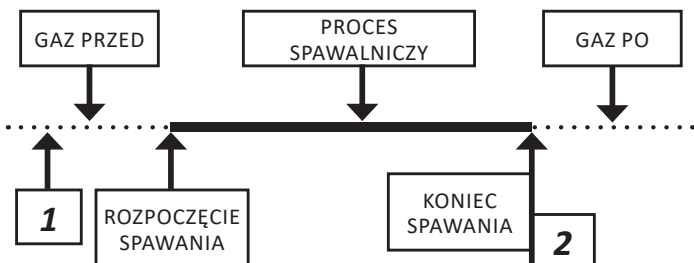 GAZ PRZED
PROCES
SPAWALNICZY
GAZ PO
1
ROZPOCZĘCIE
SPAWANIA
KONIEC
SPAWANIA
2